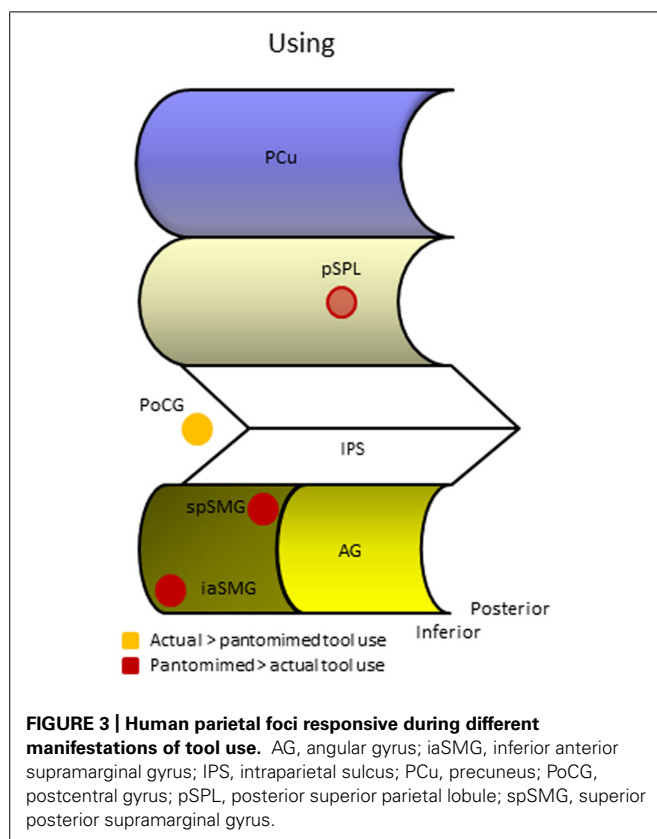 Using
PCu
pSPL
PoCG
IPS
spSMG
AG
iaSMG
Posterior
Inferior
Actual > pantomimed tool use
Pantomimed > actual tool use
FIGURE 3 | Human parietal foci responsive during different
manifestations of tool use. AG, angular gyrus; iaSMG, inferior anterior
supramarginal gyrus; IPS, intraparietal sulcus; PCu, precuneus; PoCG,
postcentral gyrus; pSPL, posterior superior parietal lobule; spSMG, superior
posterior supramarginal gyrus.